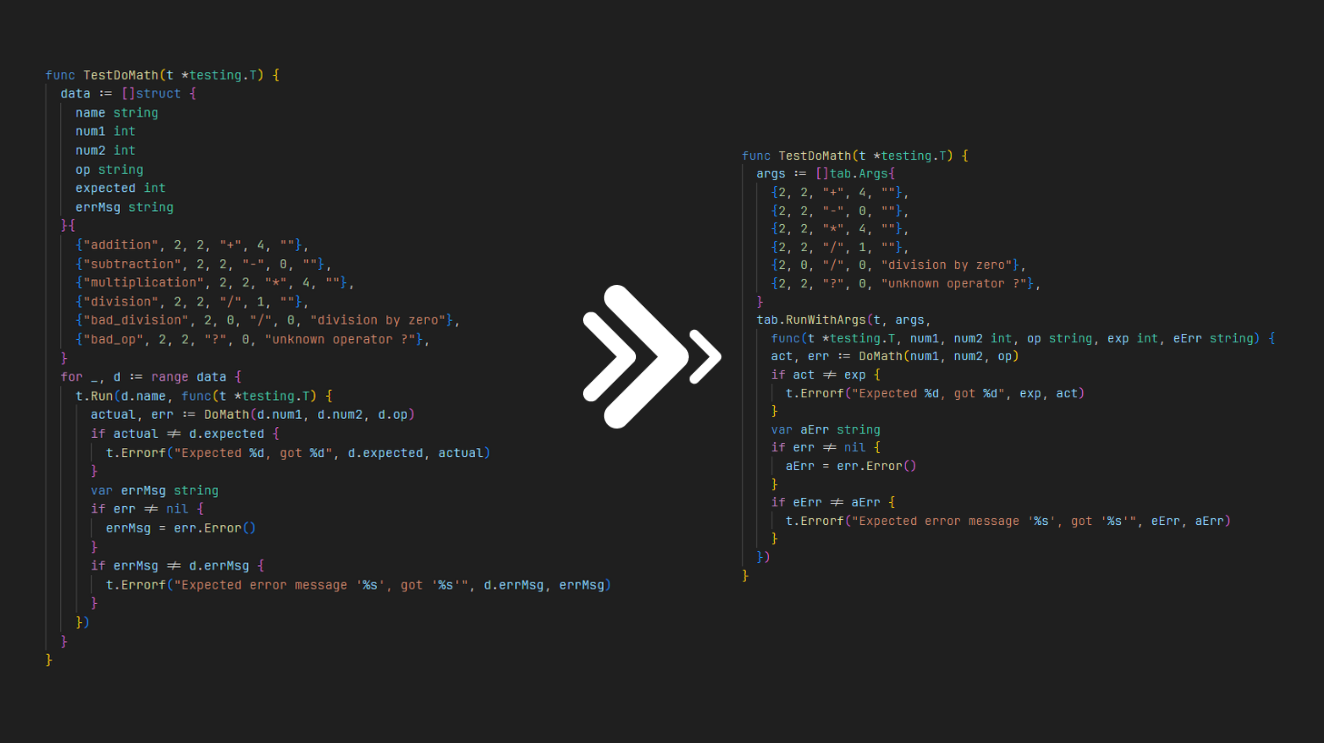 func TestDoMath(t *testing.T) {
data := []struct {
name string
num1 int
num2 int
op string
expected int
errMsg string
}{
{"addition", 2, 2, "+", 4, ""},
{"subtraction", 2, 2, "-", 0, ""},
{"multiplication", 2, 2, "*", 4, ""},
{"division", 2, 2, "/", 1, ""},
{"bad_division", 2, 0, "/", 0, "division by zero"},
{"bad_op", 2, 2, "?", 0, "unknown operator ?"},
}
for _, d := range data {
t.Run(d.name, func(t *testing.T) {
actual, err := DoMath(d.num1, d.num2, d.op)
if actual ≠ d.expected {
t.Errorf("Expected %d, got %d", d.expected, actual)
}
var errMsg string
if err ≠ nil {
errMsg = err.Error()
}
if errMsg ≠ d.errMsg {
t.Errorf("Expected error message '%s', got '%s'", d.errMsg, errMsg)
}
})
}
}
func TestDoMath(t *testing.T) {
args := []tab.Args{
{2, 2, "+", 4, ""},
{2, 2, "-", 0, ""},
{2, 2, "*", 4, ""},
{2, 2, "/", 1, ""},
{2, 0, "/", 0, "division by zero"},
{2, 2, "?", 0, "unknown operator ?"},
}
tab.RunWithArgs(t, args,
func(t *testing.T, num1, num2 int, op string, exp int, eErr string) {
act, err := DoMath(num1, num2, op)
if act ≠ exp {
t.Errorf("Expected %d, got %d", exp, act)
}
var aErr string
if err ≠ nil {
aErr = err.Error()
}
if eErr ≠ aErr {
t.Errorf("Expected error message '%s', got '%s'", eErr, aErr)
}
})
}